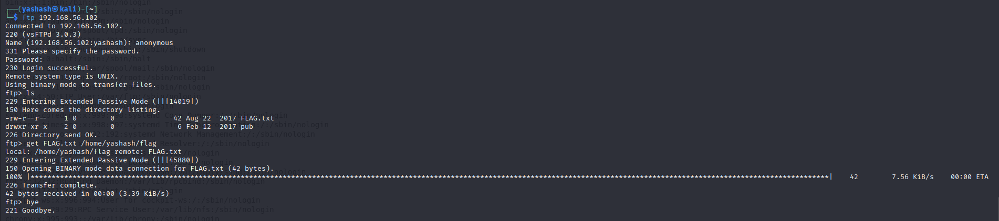 ┌──(yashash㉿kali)-[~]
└─$ ftp 192.168.56.102
Connected to 192.168.56.102.
220 (vsFTPd 3.0.3)
Name (192.168.56.102:yashash): anonymous
331 Please specify the password.
Password:
230 Login successful.
Remote system type is UNIX.
Using binary mode to transfer files.
ftp> ls
229 Entering Extended Passive Mode (|||14019|)
150 Here comes the directory listing.
-rw-r--r--    1 0        0              42 Aug 22  2017 FLAG.txt
drwxr-xr-x    2 0        0               6 Feb 12  2017 pub
226 Directory send OK.
ftp> get FLAG.txt /home/yashash/flag
local: /home/yashash/flag remote: FLAG.txt
229 Entering Extended Passive Mode (|||45880|)
150 Opening BINARY mode data connection for FLAG.txt (42 bytes).
100% |***********************************************************************************************************************************************************************************************|    42        7.56 KiB/s    00:00 ETA
226 Transfer complete.
42 bytes received in 00:00 (3.39 KiB/s)
ftp> bye
221 Goodbye.